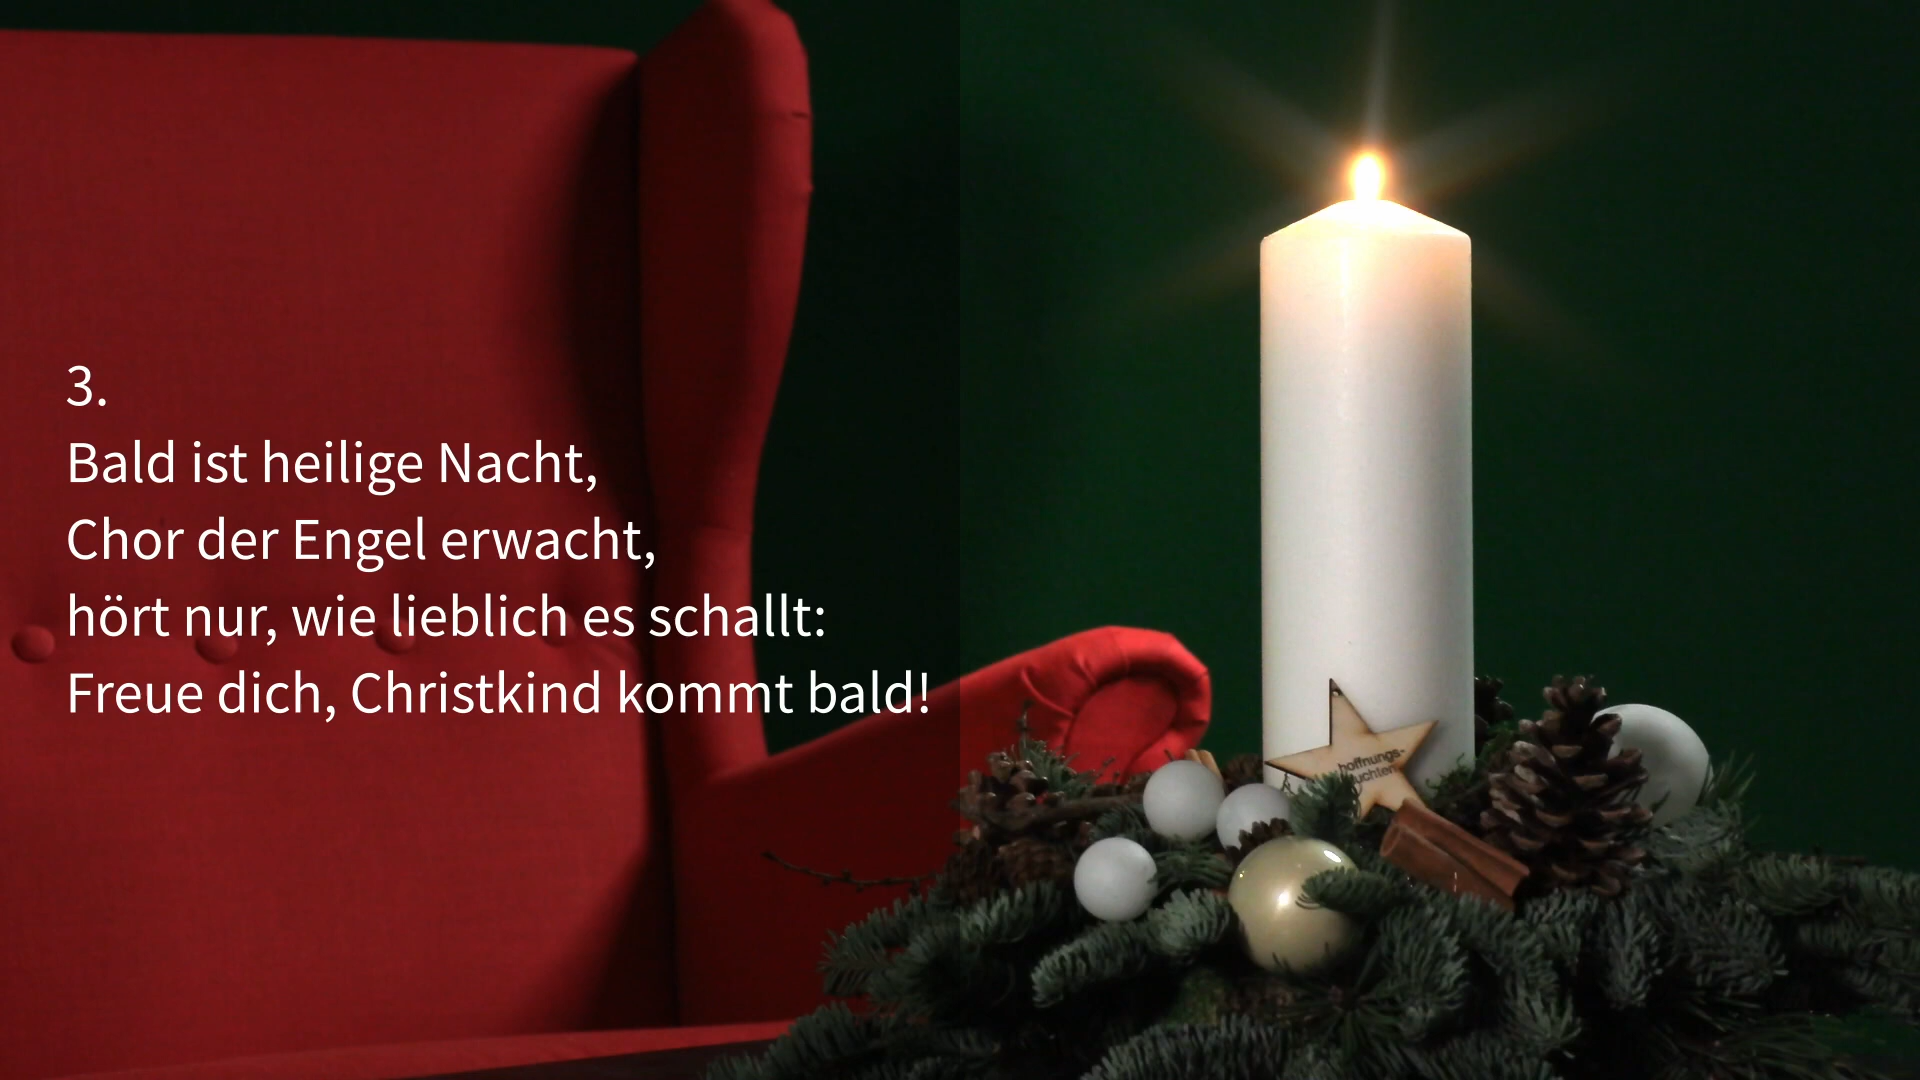 3.
Bald ist heilige Nacht,
Chor der Engel erwacht,
hört nur, wie lieblich es schallt:
Freue dich, Christkind kommt bald!
hoffnungs-